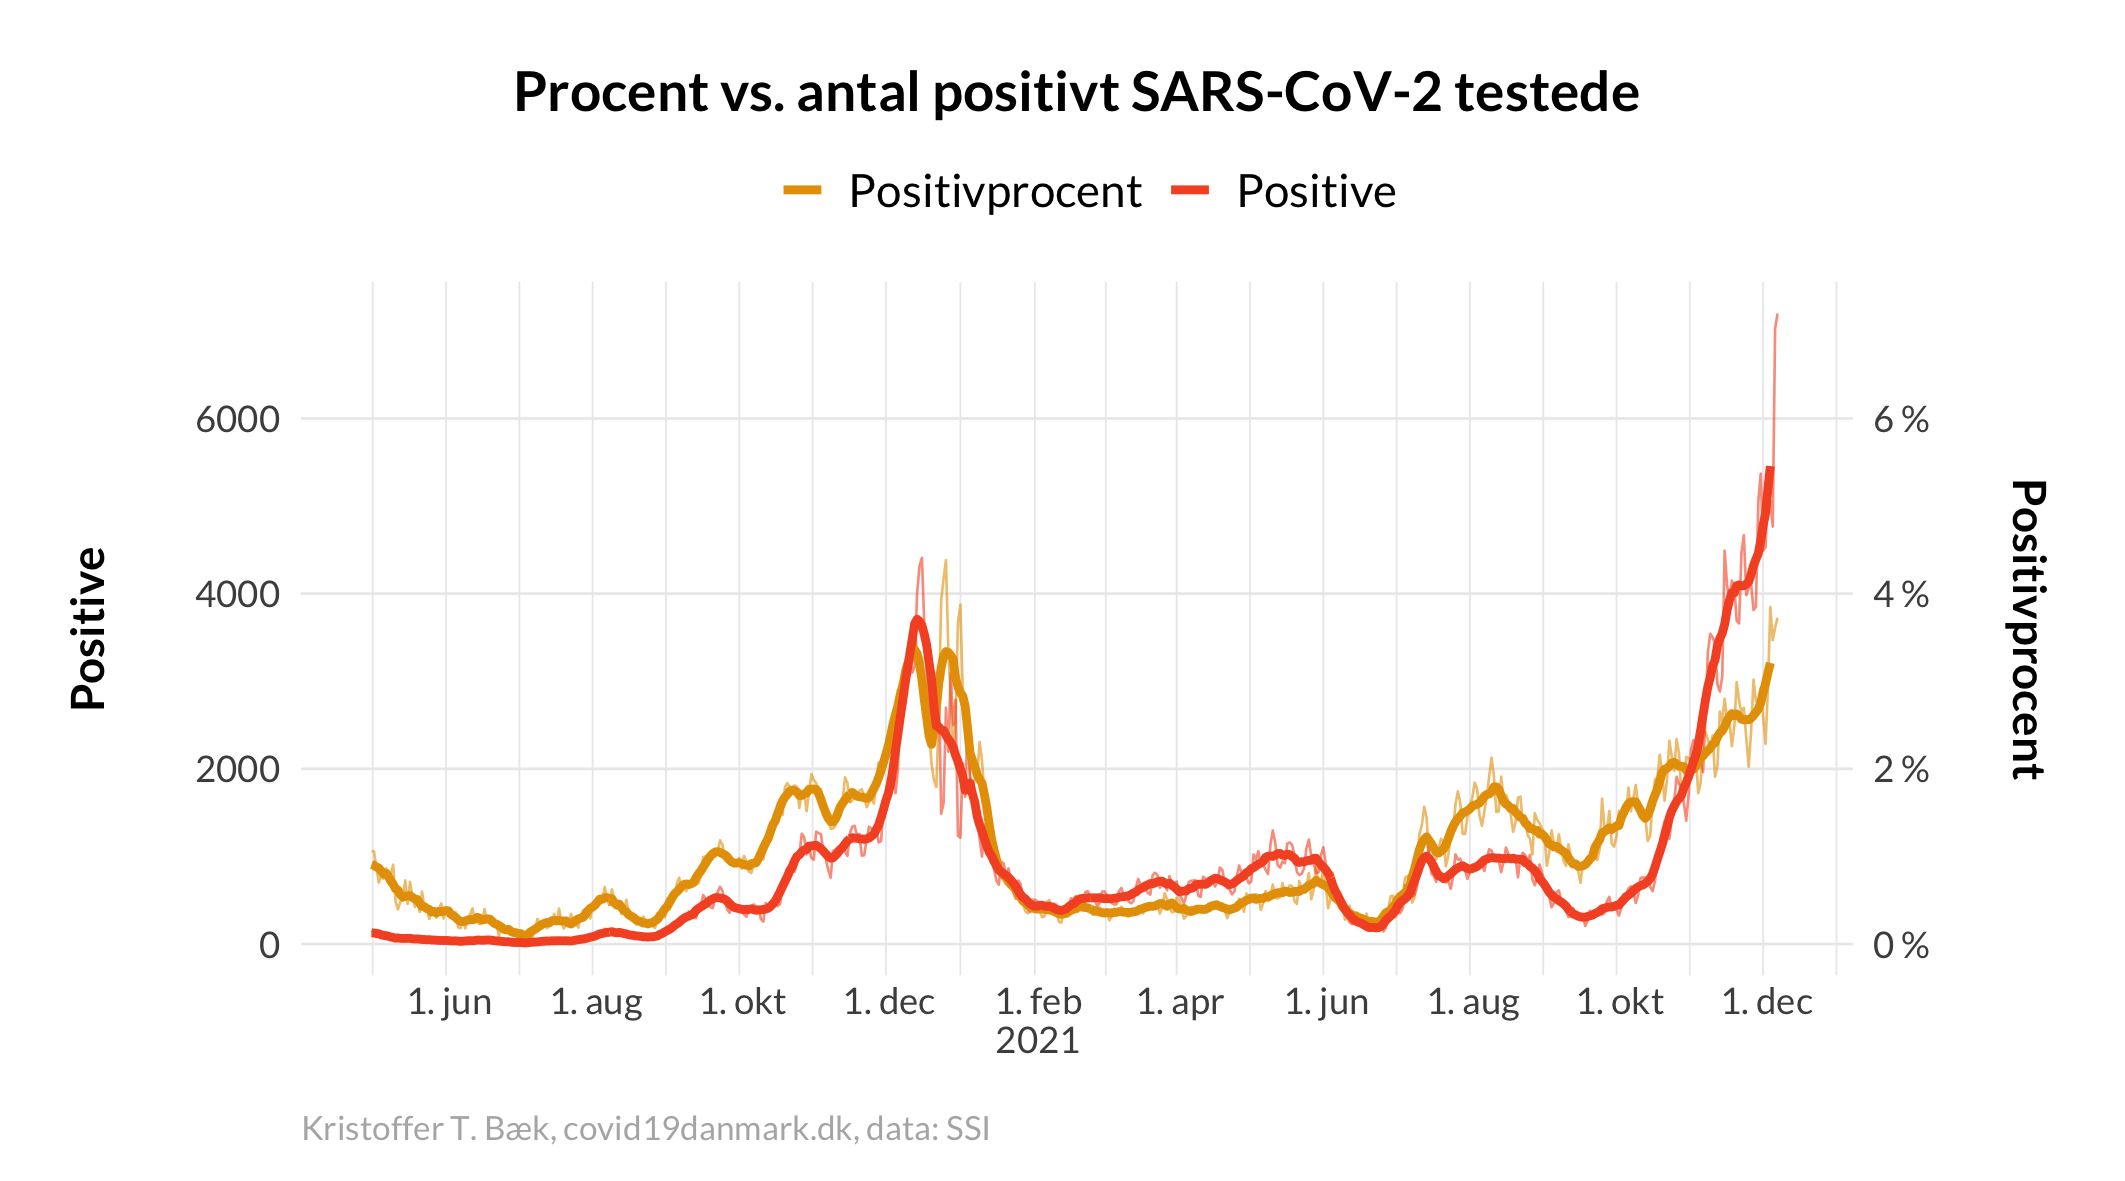 Procent vs. antal positivt SARS-CoV-2 testede
Positivprocent Positive
Positive
6000
4000
2000
0
6 %
4 %
2 %
0 %
Positivprocent
1. jun 1. aug 1. okt 1. dec 1. feb 1. apr 1. jun 1. aug 1. okt 1. dec
2021
Kristoffer T. Bæk, covid19danmark.dk, data: SSI